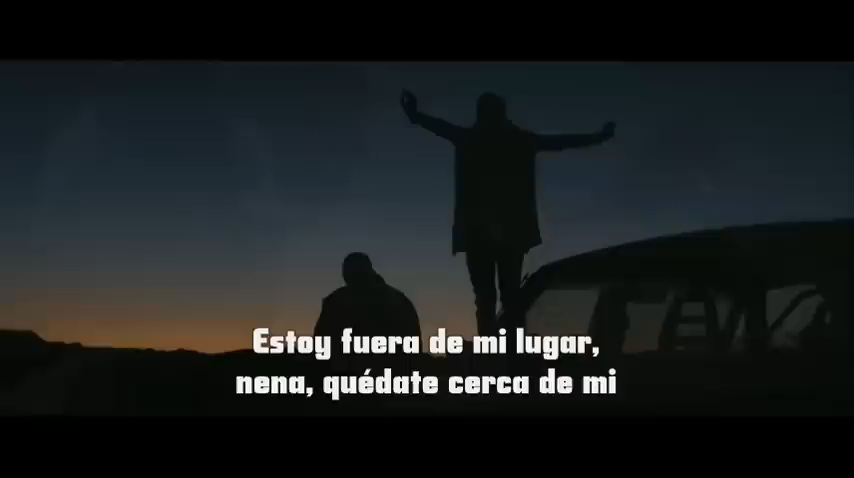 Estoy fuera de mi lugar,
nena, quédate cerca de mi